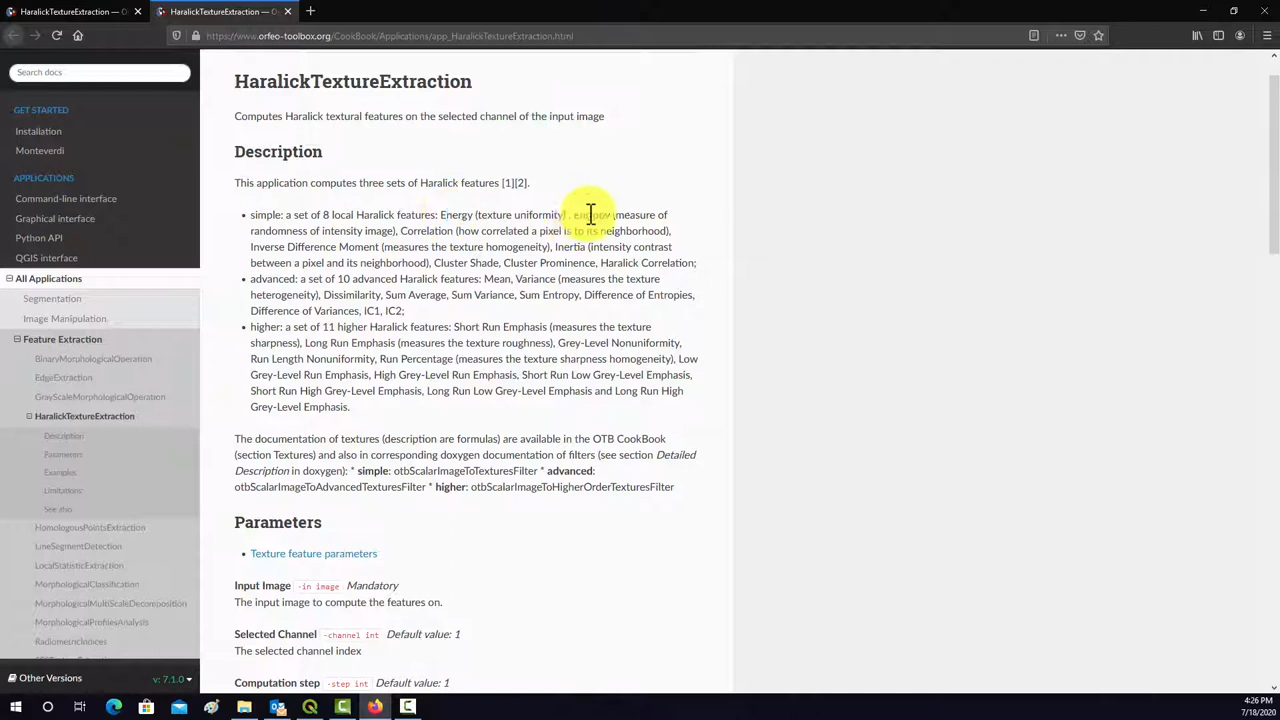 HaralickTextureExtraction — O
HaralickTextureExtraction — O
https://www.orfeo-toolbox.org/CookBook/Applications/app_HaralickTextureExtraction.html
Search docs
GET STARTED
Installation
Monteverdi
APPLICATIONS
Command-line interface
Graphical interface
Python API
QGIS interface
All Applications
Segmentation
Image Manipulation
Feature Extraction
BinaryMorphologicalOperation
EdgeExtraction
GrayScaleMorphologicalOperation
HaralickTextureExtraction
Description
Parameters
Examples
Limitations
See also
HomologousPointsExtraction
LineSegmentDetection
LocalStatisticExtraction
MorphologicalClassification
MorphologicalMultiScaleDecomposition
MorphologicalProfilesAnalysis
RadiometricIndices
Other Versions v: 7.1.0
HaralickTextureExtraction
Computes Haralick textural features on the selected channel of the input image
Description
This application computes three sets of Haralick features [1][2].
• simple: a set of 8 local Haralick features: Energy (texture uniformity) , Entropy (measure of
randomness of intensity image), Correlation (how correlated a pixel is to its neighborhood),
Inverse Difference Moment (measures the texture homogeneity), Inertia (intensity contrast
between a pixel and its neighborhood), Cluster Shade, Cluster Prominence, Haralick Correlation;
• advanced: a set of 10 advanced Haralick features: Mean, Variance (measures the texture
heterogeneity), Dissimilarity, Sum Average, Sum Variance, Sum Entropy, Difference of Entropies,
Difference of Variances, IC1, IC2;
• higher: a set of 11 higher Haralick features: Short Run Emphasis (measures the texture
sharpness), Long Run Emphasis (measures the texture roughness), Grey-Level Nonuniformity,
Run Length Nonuniformity, Run Percentage (measures the texture sharpness homogeneity), Low
Grey-Level Run Emphasis, High Grey-Level Run Emphasis, Short Run Low Grey-Level Emphasis,
Short Run High Grey-Level Emphasis, Long Run Low Grey-Level Emphasis and Long Run High
Grey-Level Emphasis.
The documentation of textures (description are formulas) are available in the OTB CookBook
(section Textures) and also in corresponding doxygen documentation of filters (see section Detailed
Description in doxygen): * simple: otbScalarImageToTexturesFilter * advanced:
otbScalarImageToAdvancedTexturesFilter * higher: otbScalarImageToHigherOrderTexturesFilter
Parameters
• Texture feature parameters
Input Image -in image Mandatory
The input image to compute the features on.
Selected Channel -channel int Default value: 1
The selected channel index
Computation step -step int Default value: 1
4:26 PM
7/18/2020